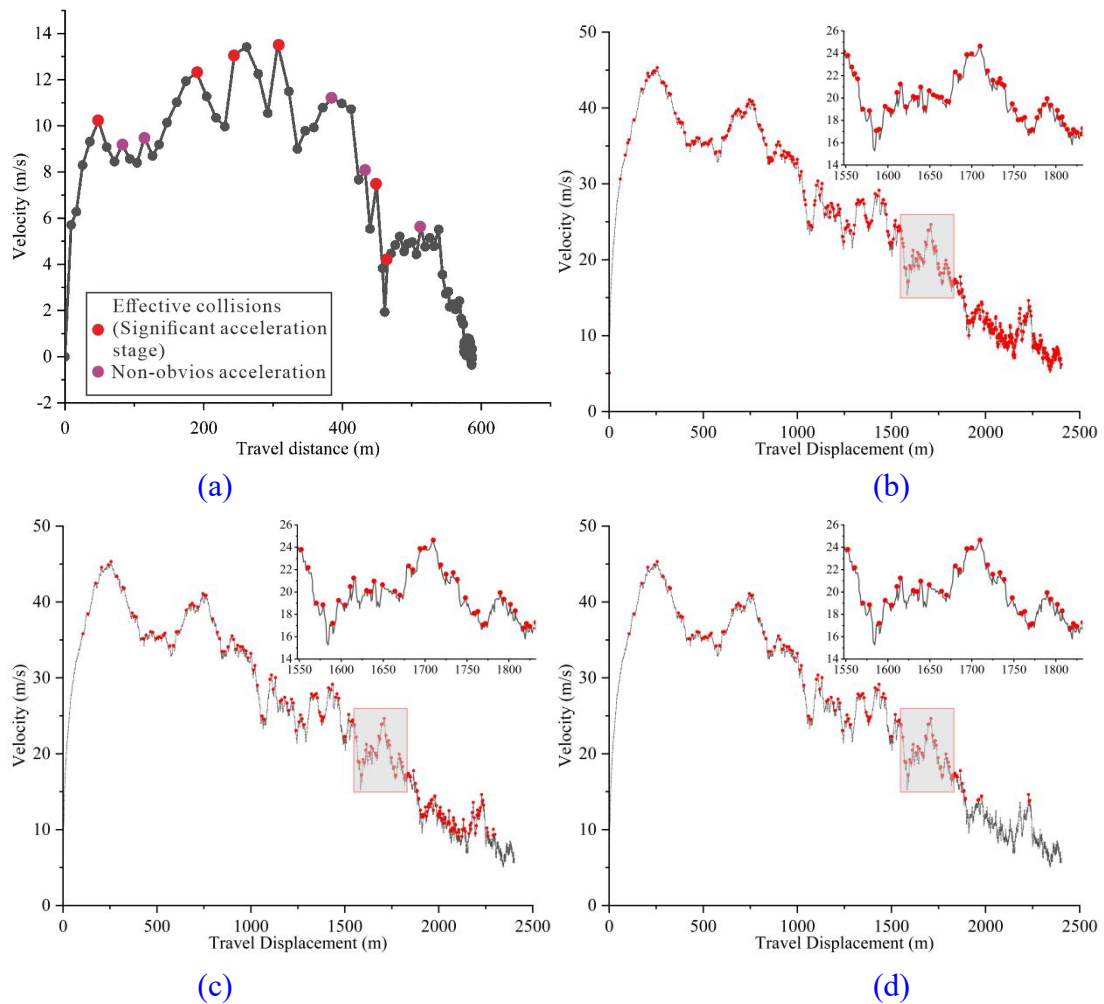 14
12
10
8
6
4
2
0
-2
Velocity (m/s)
Effective collisions
(Significant acceleration
stage)
Non-obvios acceleration
0 200 400 600
Travel distance (m)
(a)
50
40
30
20
10
0
Velocity (m/s)
26
24
22
20
18
16
14
1550 1600 1650 1700 1750 1800
0 500 1000 1500 2000 2500
Travel Displacement (m)
(b)
50
40
30
20
10
0
Velocity (m/s)
26
24
22
20
18
16
14
1550 1600 1650 1700 1750 1800
0 500 1000 1500 2000 2500
Travel Displacement (m)
(c)
50
40
30
20
10
0
Velocity (m/s)
26
24
22
20
18
16
14
1550 1600 1650 1700 1750 1800
0 500 1000 1500 2000 2500
Travel Displacement (m)
(d)